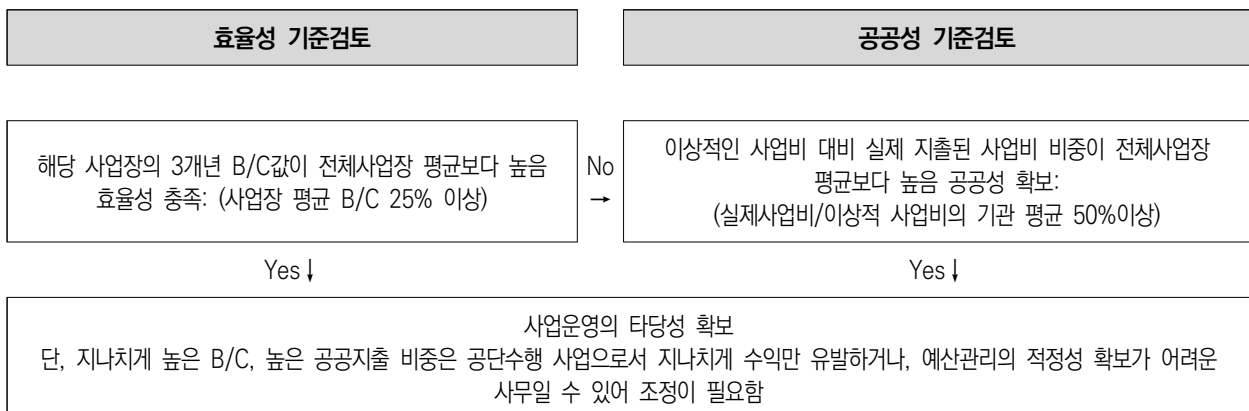 효율성 기준검토
공공성 기준검토
해당 사업장의 3개년 B/C값이 전체사업장 평균보다 높음
효율성 충족: (사업장 평균 B/C 25% 이상)
No
→
이상적인 사업비 대비 실제 지출된 사업비 비중이 전체사업장
평균보다 높음 공공성 확보:
(실제사업비/이상적 사업비의 기관 평균 50%이상)
Yes↓
Yes↓
사업운영의 타당성 확보
단, 지나치게 높은 B/C, 높은 공공지출 비중은 공단수행 사업으로서 지나치게 수익만 유발하거나, 예산관리의 적정성 확보가 어려운
사무일 수 있어 조정이 필요함